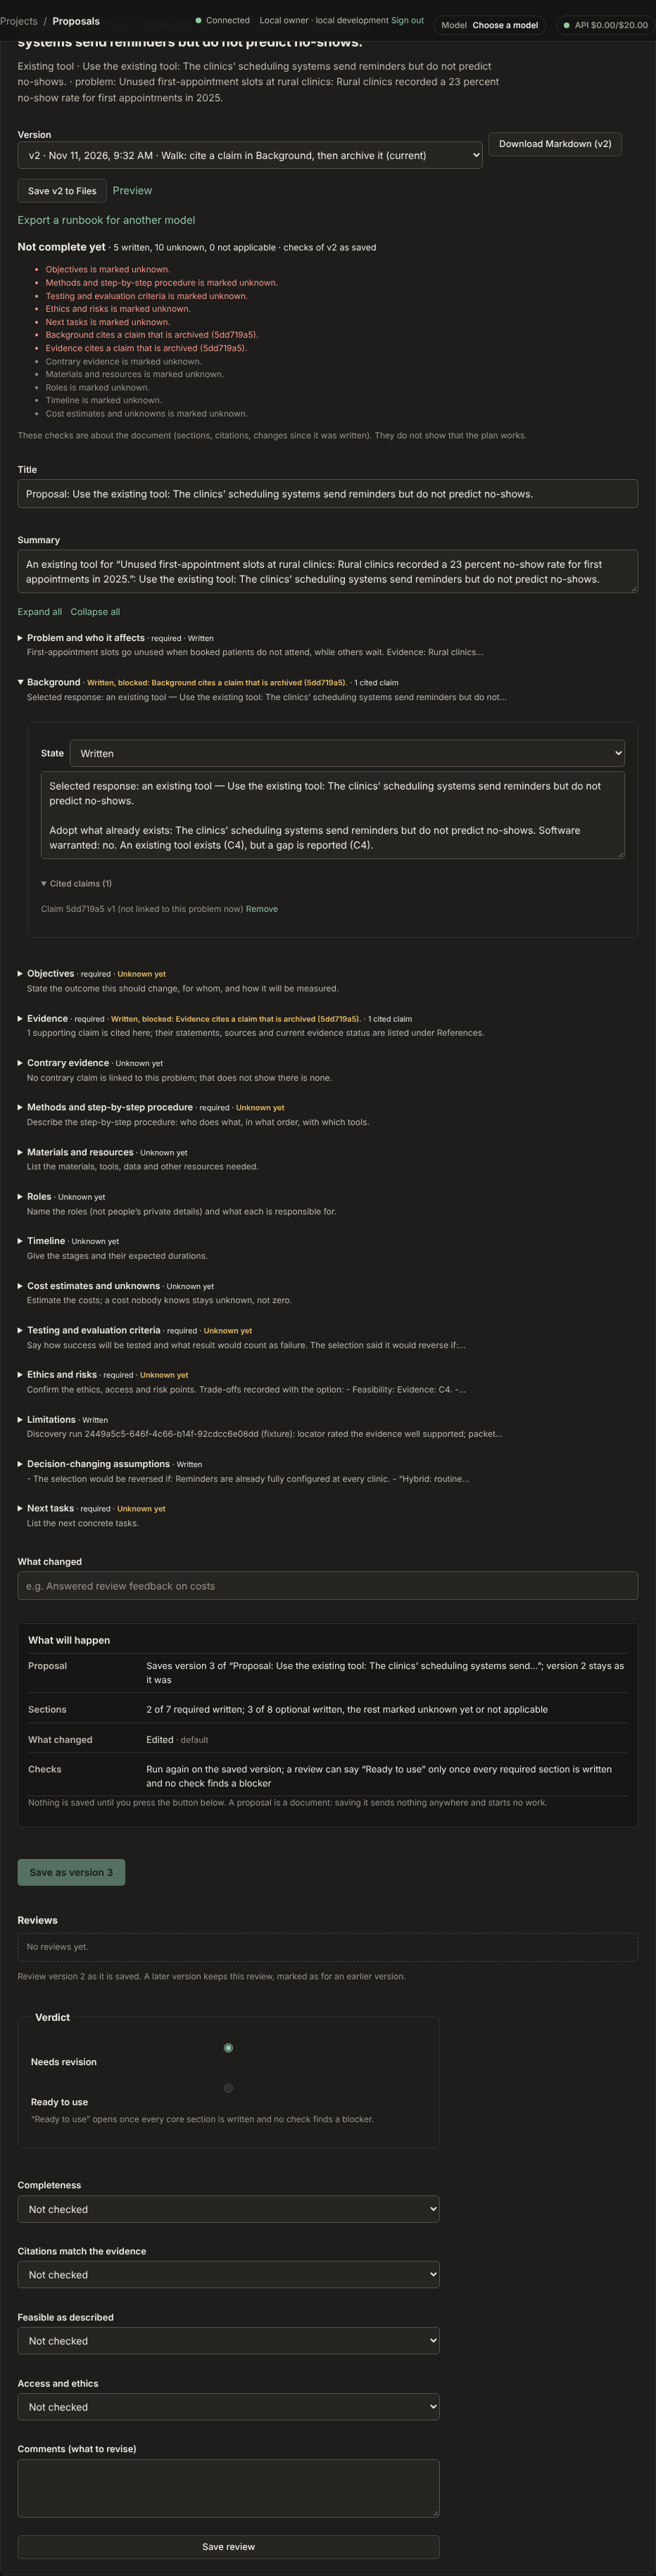 Projects / Proposals
Connected Local owner · local development Sign out
Model Choose a model
API $0.00/$20.00
systems send reminders but do not predict no-shows.
Existing tool · Use the existing tool: The clinics’ scheduling systems send reminders but do not predict
no-shows. · problem: Unused first-appointment slots at rural clinics: Rural clinics recorded a 23 percent
no-show rate for first appointments in 2025.
Version
v2 · Nov 11, 2026, 9:32 AM · Walk: cite a claim in Background, then archive it (current)
Download Markdown (v2)
Save v2 to Files Preview
Export a runbook for another model
Not complete yet · 5 written, 10 unknown, 0 not applicable · checks of v2 as saved
• Objectives is marked unknown.
• Methods and step-by-step procedure is marked unknown.
• Testing and evaluation criteria is marked unknown.
• Ethics and risks is marked unknown.
• Next tasks is marked unknown.
• Background cites a claim that is archived (5dd719a5).
• Evidence cites a claim that is archived (5dd719a5).
• Contrary evidence is marked unknown.
• Materials and resources is marked unknown.
• Roles is marked unknown.
• Timeline is marked unknown.
• Cost estimates and unknowns is marked unknown.
These checks are about the document (sections, citations, changes since it was written). They do not show that the plan works.
Title
Proposal: Use the existing tool: The clinics’ scheduling systems send reminders but do not predict no-shows.
Summary
An existing tool for “Unused first-appointment slots at rural clinics: Rural clinics recorded a 23 percent no-show rate for first
appointments in 2025.”: Use the existing tool: The clinics’ scheduling systems send reminders but do not predict no-shows.
Expand all Collapse all
Problem and who it affects · required · Written
First-appointment slots go unused when booked patients do not attend, while others wait. Evidence: Rural clinics…
Background · Written, blocked: Background cites a claim that is archived (5dd719a5). · 1 cited claim
Selected response: an existing tool — Use the existing tool: The clinics’ scheduling systems send reminders but do not…
State Written
Selected response: an existing tool — Use the existing tool: The clinics’ scheduling systems send reminders but do not
predict no-shows.
Adopt what already exists: The clinics’ scheduling systems send reminders but do not predict no-shows. Software
warranted: no. An existing tool exists (C4), but a gap is reported (C4).
Cited claims (1)
Claim 5dd719a5 v1 (not linked to this problem now) Remove
Objectives · required · Unknown yet
State the outcome this should change, for whom, and how it will be measured.
Evidence · required · Written, blocked: Evidence cites a claim that is archived (5dd719a5). · 1 cited claim
1 supporting claim is cited here; their statements, sources and current evidence status are listed under References.
Contrary evidence · Unknown yet
No contrary claim is linked to this problem; that does not show there is none.
Methods and step-by-step procedure · required · Unknown yet
Describe the step-by-step procedure: who does what, in what order, with which tools.
Materials and resources · Unknown yet
List the materials, tools, data and other resources needed.
Roles · Unknown yet
Name the roles (not people’s private details) and what each is responsible for.
Timeline · Unknown yet
Give the stages and their expected durations.
Cost estimates and unknowns · Unknown yet
Estimate the costs; a cost nobody knows stays unknown, not zero.
Testing and evaluation criteria · required · Unknown yet
Say how success will be tested and what result would count as failure. The selection said it would reverse if:…
Ethics and risks · required · Unknown yet
Confirm the ethics, access and risk points. Trade-offs recorded with the option: - Feasibility: Evidence: C4. -…
Limitations · Written
Discovery run 2449a5c5-646f-4c66-b14f-92cdcc6e08dd (fixture): locator rated the evidence well supported; packet…
Decision-changing assumptions · Written
- The selection would be reversed if: Reminders are already fully configured at every clinic. - “Hybrid: routine…
Next tasks · required · Unknown yet
List the next concrete tasks.
What changed
e.g. Answered review feedback on costs
What will happen
Proposal Saves version 3 of “Proposal: Use the existing tool: The clinics’ scheduling systems send…”; version 2 stays as
it was
Sections 2 of 7 required written; 3 of 8 optional written, the rest marked unknown yet or not applicable
What changed Edited · default
Checks Run again on the saved version; a review can say “Ready to use” only once every required section is written
and no check finds a blocker
Nothing is saved until you press the button below. A proposal is a document: saving it sends nothing anywhere and starts no work.
Save as version 3
Reviews
No reviews yet.
Review version 2 as it is saved. A later version keeps this review, marked as for an earlier version.
Verdict
Needs revision
Ready to use
“Ready to use” opens once every core section is written and no check finds a blocker.
Completeness
Not checked
Citations match the evidence
Not checked
Feasible as described
Not checked
Access and ethics
Not checked
Comments (what to revise)
Save review